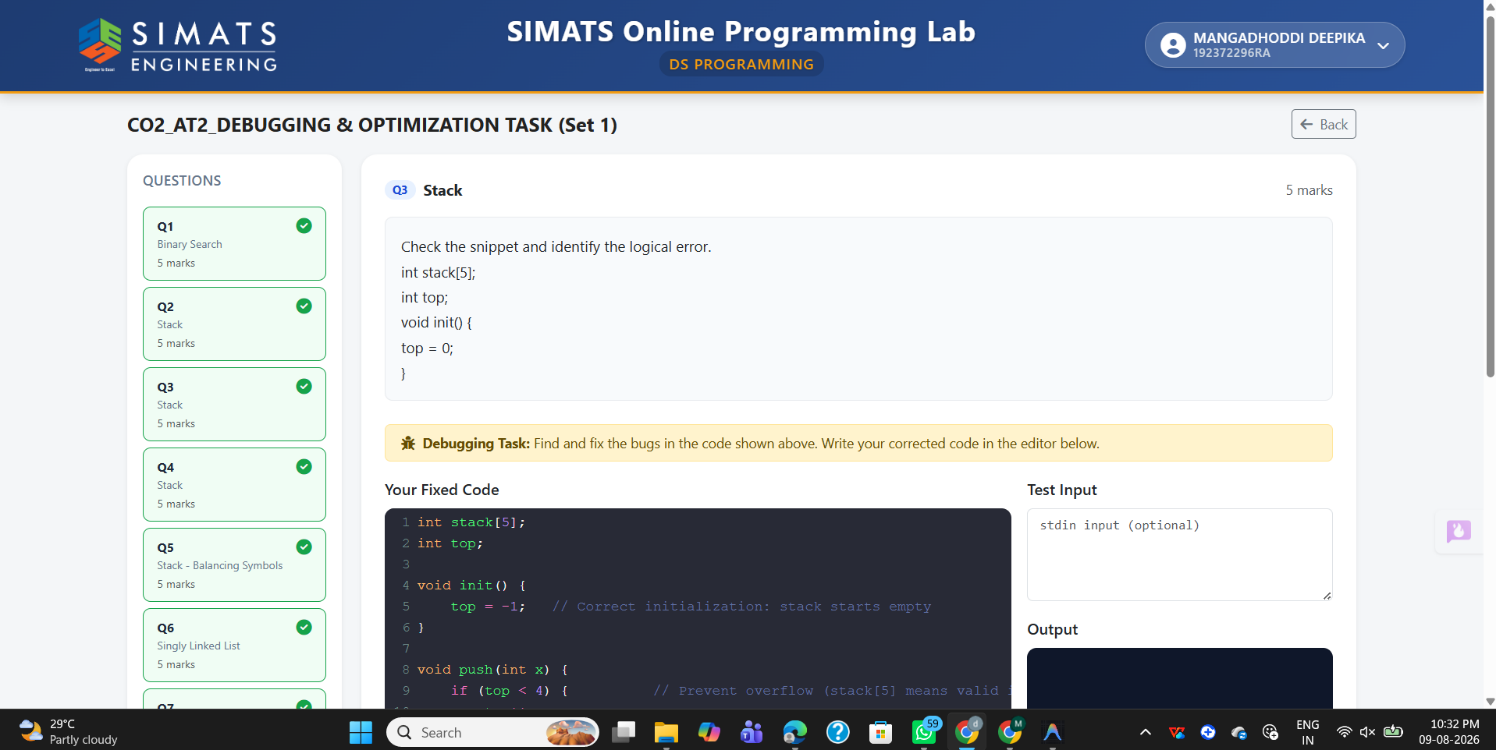 SIMATS
ENGINEERING
Engineer to Excel
SIMATS Online Programming Lab
DS PROGRAMMING
MANGADHODDI DEEPIKA
192372296RA
CO2_AT2_DEBUGGING & OPTIMIZATION TASK (Set 1)
Back
QUESTIONS
Q1
Binary Search
5 marks
Q2
Stack
5 marks
Q3
Stack
5 marks
Q4
Stack
5 marks
Q5
Stack - Balancing Symbols
5 marks
Q6
Singly Linked List
5 marks
Q7
Q3 Stack
5 marks
Check the snippet and identify the logical error.
int stack[5];
int top;
void init() {
top = 0;
}
Debugging Task: Find and fix the bugs in the code shown above. Write your corrected code in the editor below.
Your Fixed Code
1 int stack[5];
2 int top;
3
4 void init() {
5 top = -1; // Correct initialization: stack starts empty
6 }
7
8 void push(int x) {
9 if (top < 4) { // Prevent overflow (stack[5] means valid
Test Input
stdin input (optional)
Output
29°C
Partly cloudy
Search
59
d
M
ENG
IN
10:32 PM
09-08-2026